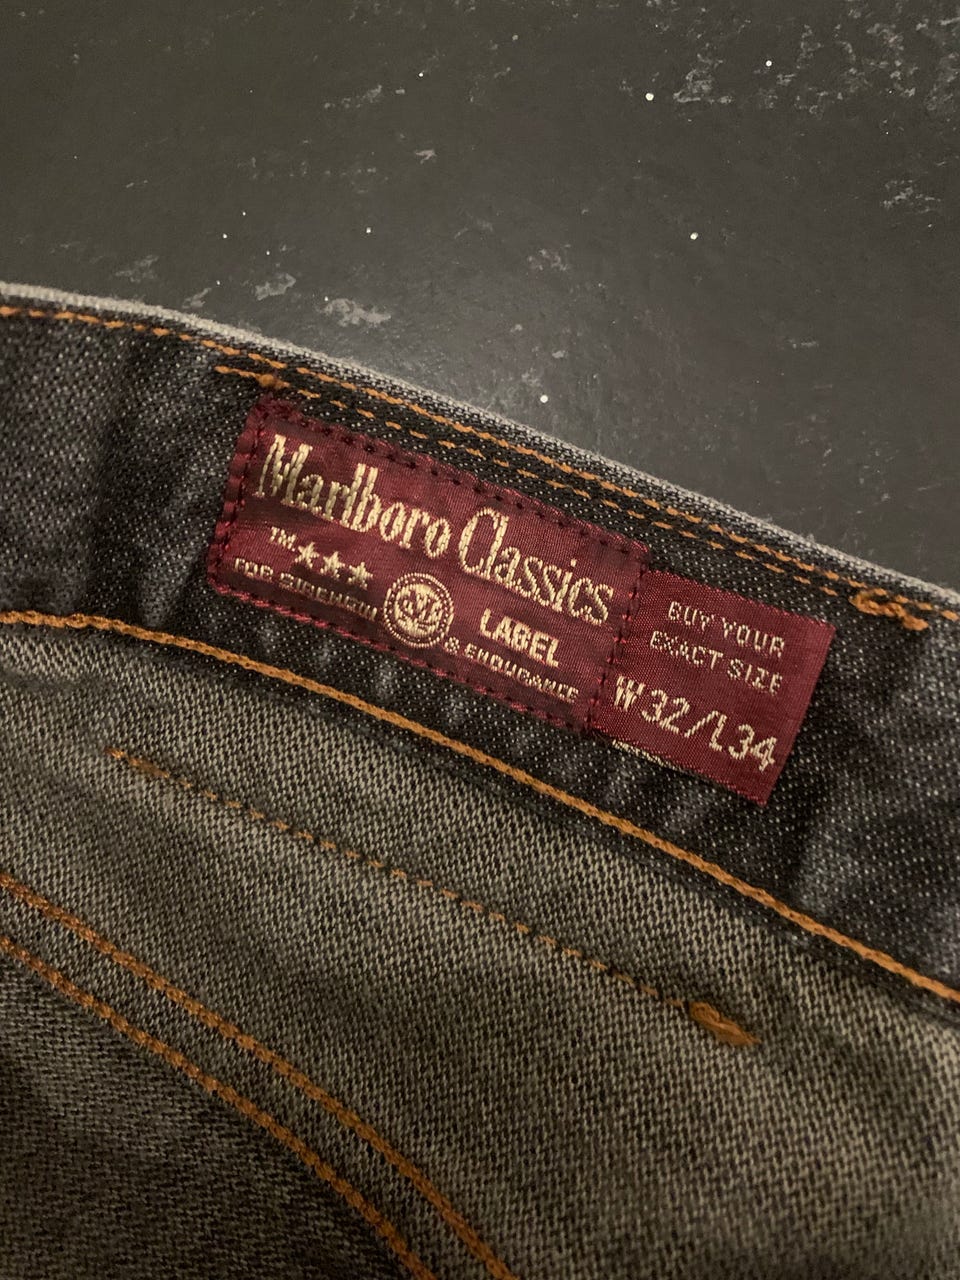 Marlboro Classics
™ ★★★ LABEL
FOR STRENGTH & ENDURANCE
BUY YOUR
EXACT SIZE
W32/L34